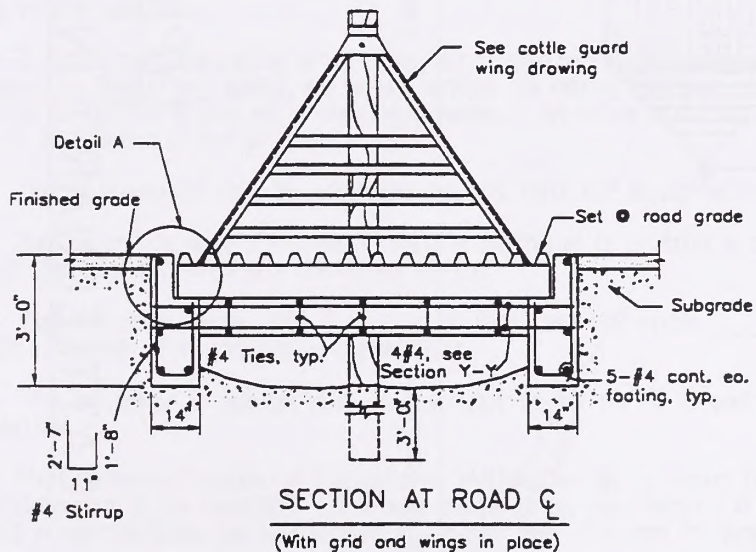 See cattle guard
wing drawing
Detail A
Finished grade
Set @ road grade
3'-0"
Subgrade
#4 Ties, typ.
4#4, see
Section Y-Y
5-#4 cont. ea.
footing, typ.
14"
14"
3'-0"
2'-7"
1'-8"
11"
#4 Stirrup
SECTION AT ROAD ℄
(With grid and wings in place)